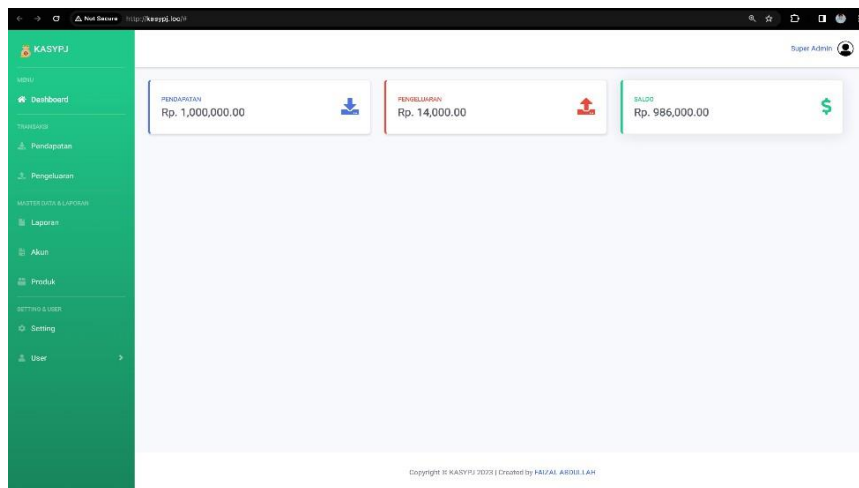 Not Secure http://kasypj.loc/#
KASYPJ
Super Admin
MENU
Dashboard
TRANSAKSI
Pendapatan
Pengeluaran
MASTER DATA & LAPORAN
Laporan
Akun
Produk
SETTING & USER
Setting
User
PENDAPATAN
Rp. 1,000,000.00
PENGELUARAN
Rp. 14,000.00
SALDO
Rp. 986,000.00
Copyright © KASYPJ 2023 | Created by FAIZAL ABDULLAH